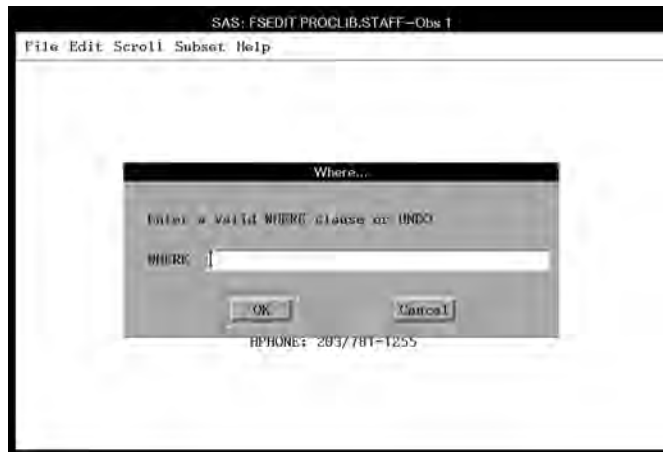 SAS: FSEDIT PROCLIB.STAFF—Obs 1
File Edit Scroll Subset Help
Where...
Enter a valid WHERE clause or UNDO
WHERE
OK Cancel
HPHONE: 203/781-1255